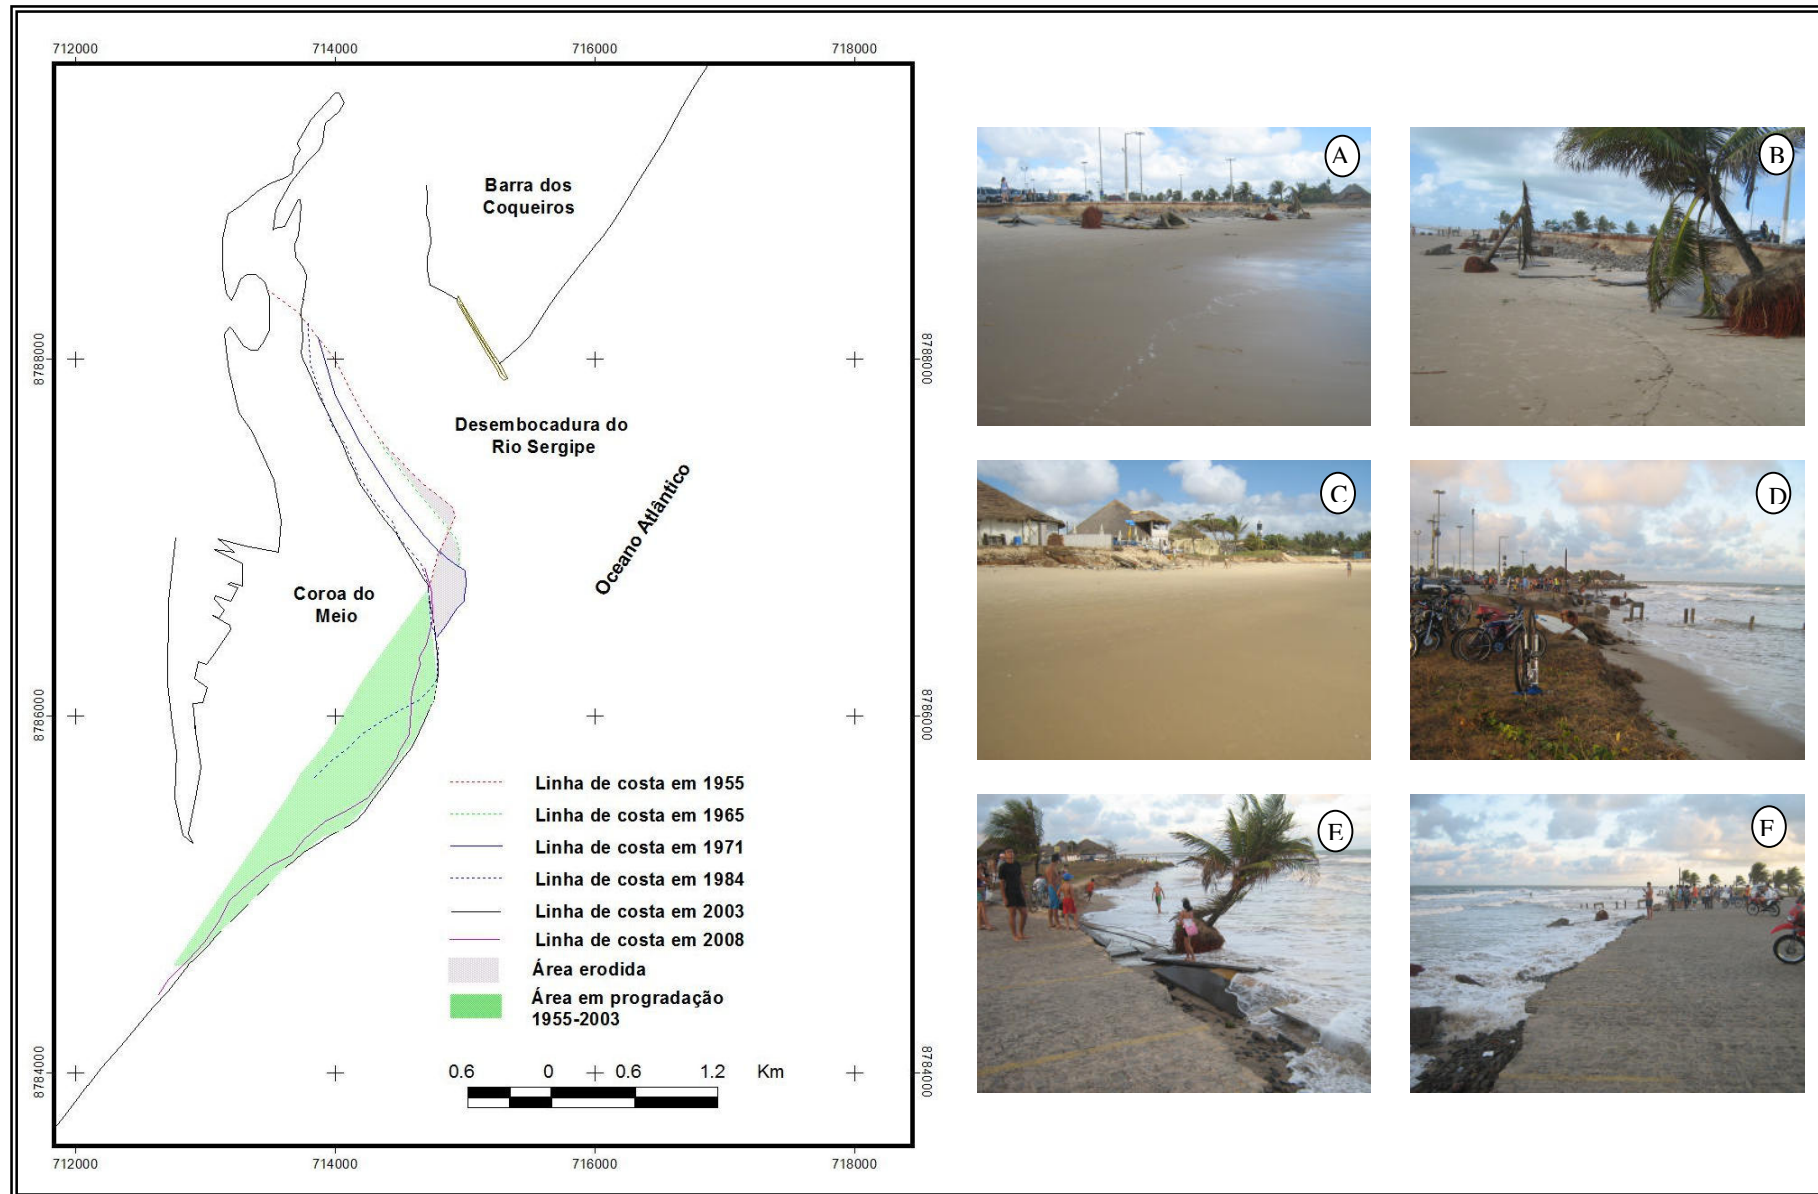 712000
714000
716000
718000
Barra dos
Coqueiros
8788000
8788000
Desembocadura do
Rio Sergipe
Oceano Atlântico
Coroa do
Meio
8786000
8786000
Linha de costa em 1955
Linha de costa em 1965
Linha de costa em 1971
Linha de costa em 1984
Linha de costa em 2003
Linha de costa em 2008
Área erodida
Área em progradação
1955-2003
0.6 0 0.6 1.2 Km
8784000
8784000
712000
714000
716000
718000
A
B
C
D
E
F